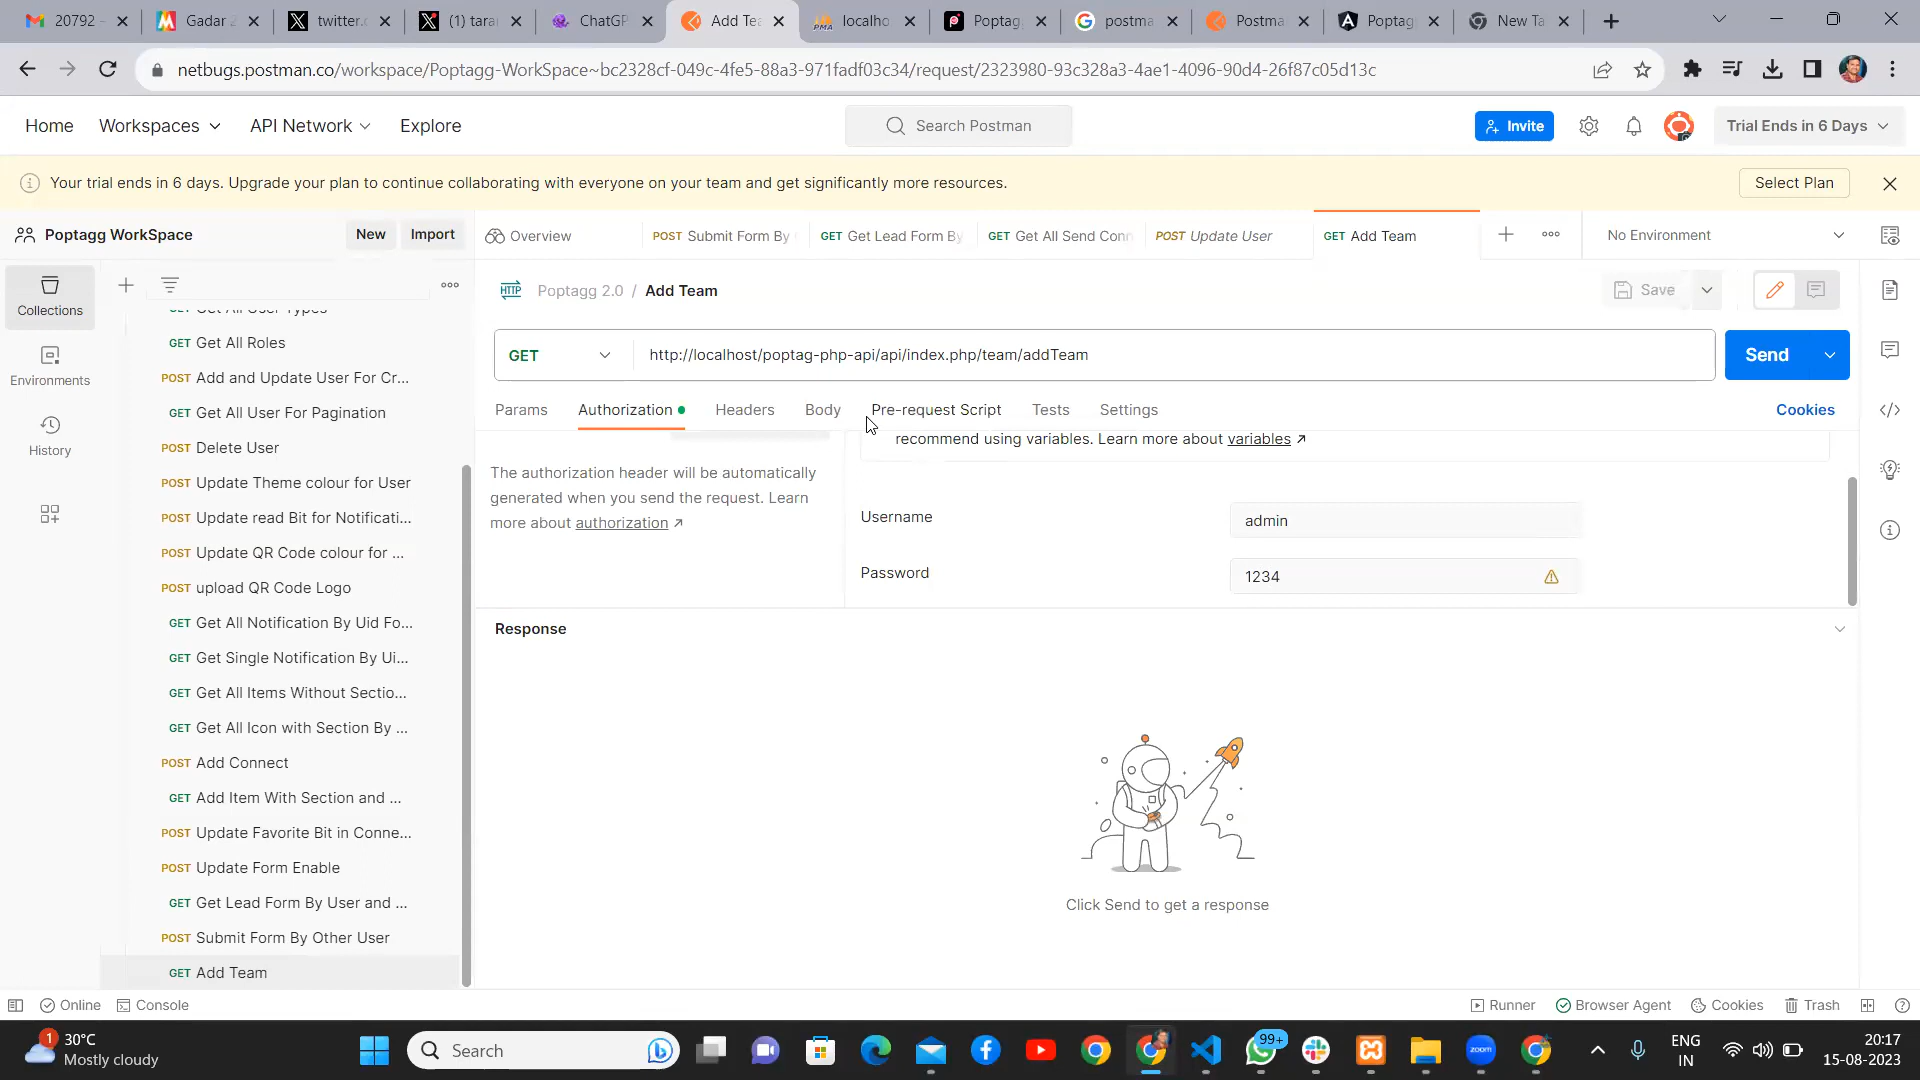 20792 -
Gadar 2
twitter.c
(1) tara
ChatGP
Add Tea
localho
Poptag
postma
Postma
Poptag
New Ta
netbugs.postman.co/workspace/Poptagg-WorkSpace~bc2328cf-049c-4fe5-88a3-971fadf03c34/request/2323980-93c328a3-4ae1-4096-90d4-26f87c05d13c
Home
Workspaces
API Network
Explore
Search Postman
Invite
Trial Ends in 6 Days
Your trial ends in 6 days. Upgrade your plan to continue collaborating with everyone on your team and get significantly more resources.
Select Plan
Poptagg WorkSpace
New
Import
Overview
POST Submit Form By
GET Get Lead Form By
GET Get All Send Conn
POST Update User
GET Add Team
No Environment
Collections
Environments
History
Get All User Types
GET Get All Roles
POST Add and Update User For Cr...
GET Get All User For Pagination
POST Delete User
POST Update Theme colour for User
POST Update read Bit for Notificati...
POST Update QR Code colour for ...
POST upload QR Code Logo
GET Get All Notification By Uid Fo...
GET Get Single Notification By Ui...
GET Get All Items Without Sectio...
GET Get All Icon with Section By ...
POST Add Connect
GET Add Item With Section and ...
POST Update Favorite Bit in Conne...
POST Update Form Enable
GET Get Lead Form By User and ...
POST Submit Form By Other User
GET Add Team
HTTP
Poptagg 2.0 / Add Team
Save
GET
http://localhost/poptag-php-api/api/index.php/team/addTeam
Send
Params
Authorization
Headers
Body
Pre-request Script
Tests
Settings
Cookies
The authorization header will be automatically
generated when you send the request. Learn
more about authorization
recommend using variables. Learn more about variables
Username
admin
Password
1234
Response
Click Send to get a response
Online
Console
Runner
Browser Agent
Cookies
Trash
1
30°C
Mostly cloudy
Search
99+
zoom
ENG
IN
20:17
15-08-2023